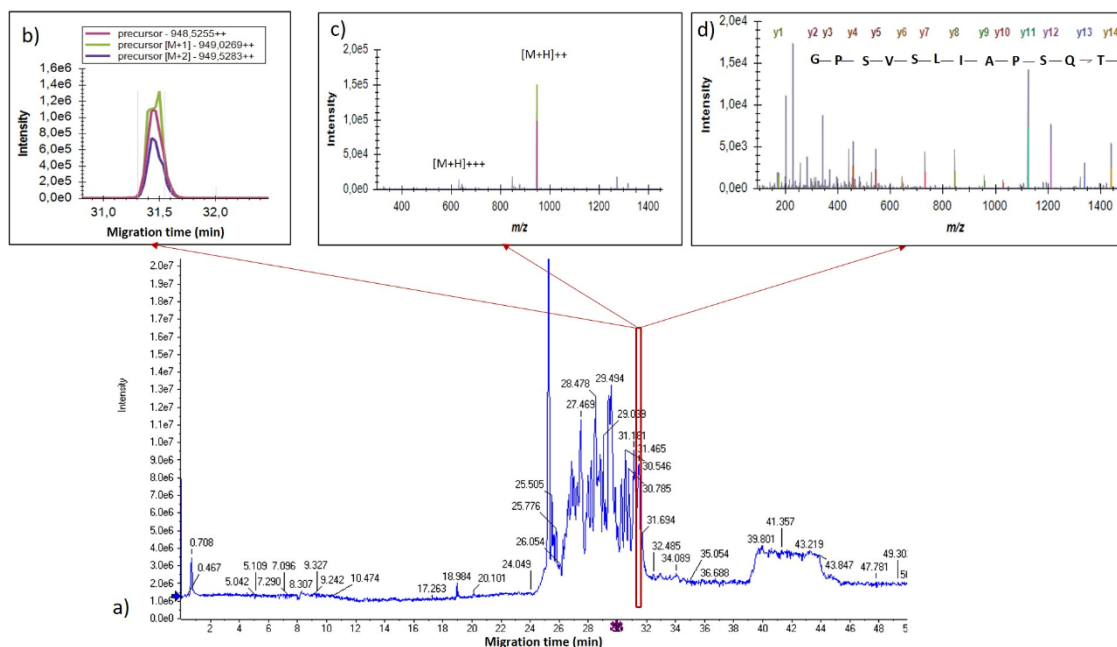 b)
precursor - 948,5255++
precursor [M+1] - 949,0269++
precursor [M+2] - 949,5283++
1,6e6
1,4e6
1,2e6
1,0e6
8,0e5
6,0e5
4,0e5
2,0e5
0,0e0
Intensity
31,0 31,5 32,0
Migration time (min)
c)
[M+H]++
[M+H]+++
2,0e5
1,5e5
1,0e5
5,0e4
0,0e0
Intensity
400 600 800 1000 1200 1400
m/z
d)
y1 y2 y3 y4 y5 y6 y7 y8 y9 y10 y11 y12 y13 y14
G—P—S—V—S—L—I—A—P—S—Q—T—
2,0e4
1,5e4
1,0e4
5,0e3
0,0e0
Intensity
200 400 600 800 1000 1200 1400
m/z
a)
2.0e7
1.9e7
1.8e7
1.7e7
1.6e7
1.5e7
1.4e7
1.3e7
1.2e7
1.1e7
1.0e7
9.0e6
8.0e6
7.0e6
6.0e6
5.0e6
4.0e6
3.0e6
2.0e6
1.0e6
0.0e0
Intensity
0.708
0.467
5.109
5.042
7.096
7.290
9.327
8.307
9.242
10.474
17.263
18.984
20.101
24.049
25.505
25.776
26.054
27.469
28.478
29.494
29.039
31.161
31.465
30.546
30.785
31.694
32.485
34.089
35.054
36.688
39.801
41.357
43.219
43.847
47.781
49.30
2 4 6 8 10 12 14 16 18 20 22 24 26 28 30 32 34 36 38 40 42 44 46 48 5
Migration time (min)